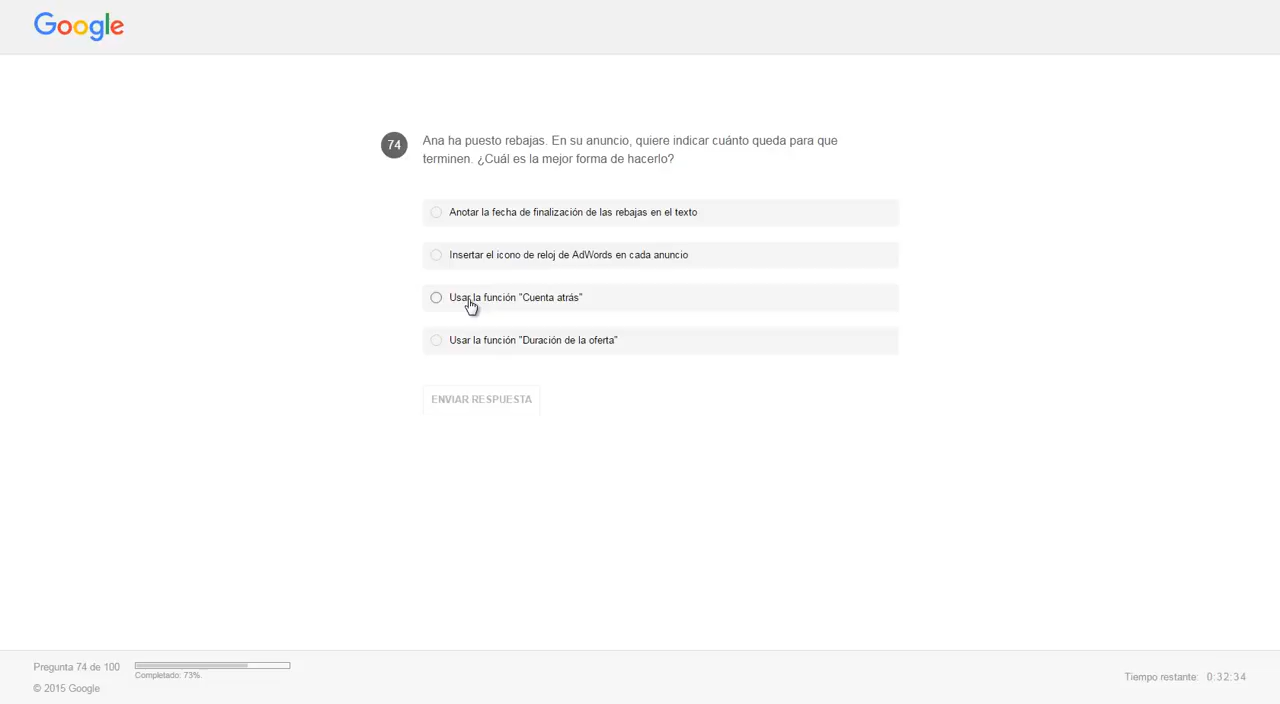 Google
74
Ana ha puesto rebajas. En su anuncio, quiere indicar cuánto queda para que
terminen. ¿Cuál es la mejor forma de hacerlo?
Anotar la fecha de finalización de las rebajas en el texto
Insertar el icono de reloj de AdWords en cada anuncio
Usar la función "Cuenta atrás"
Usar la función "Duración de la oferta"
ENVIAR RESPUESTA
Pregunta 74 de 100
Completado: 73%.
© 2015 Google
Tiempo restante: 0:32:34